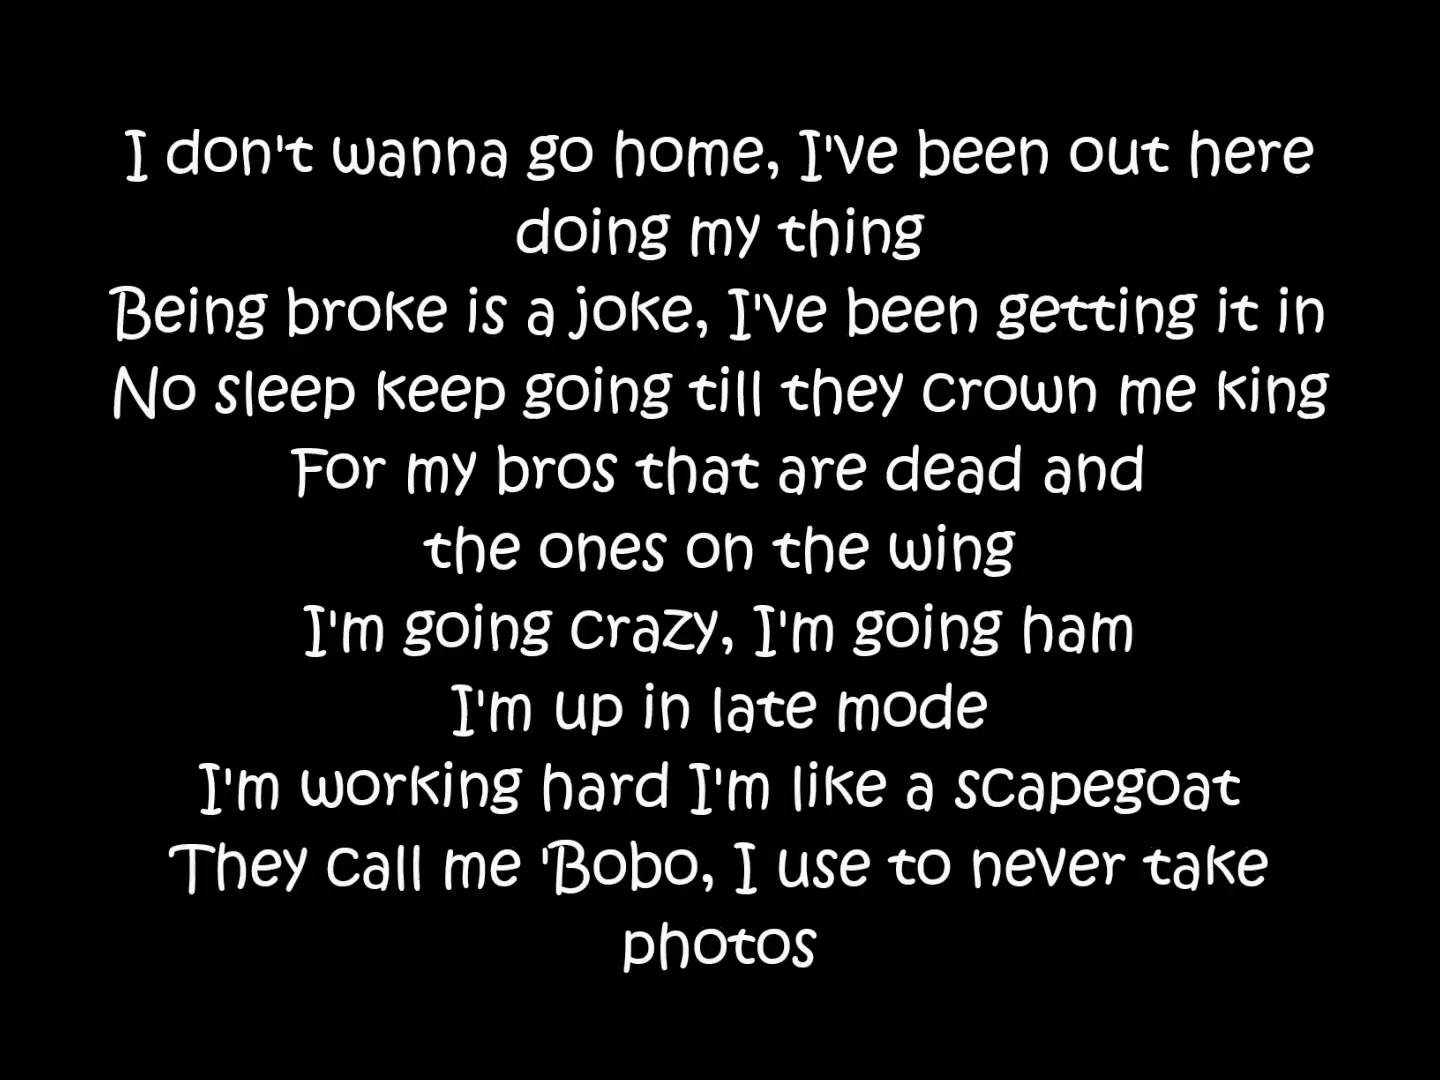 I don't wanna go home, I've been out here
doing my thing
Being broke is a joke, I've been getting it in
No sleep keep going till they crown me king
For my bros that are dead and
the ones on the wing
I'm going crazy, I'm going ham
I'm up in late mode
I'm working hard I'm like a scapegoat
They call me 'Bobo, I use to never take
photos